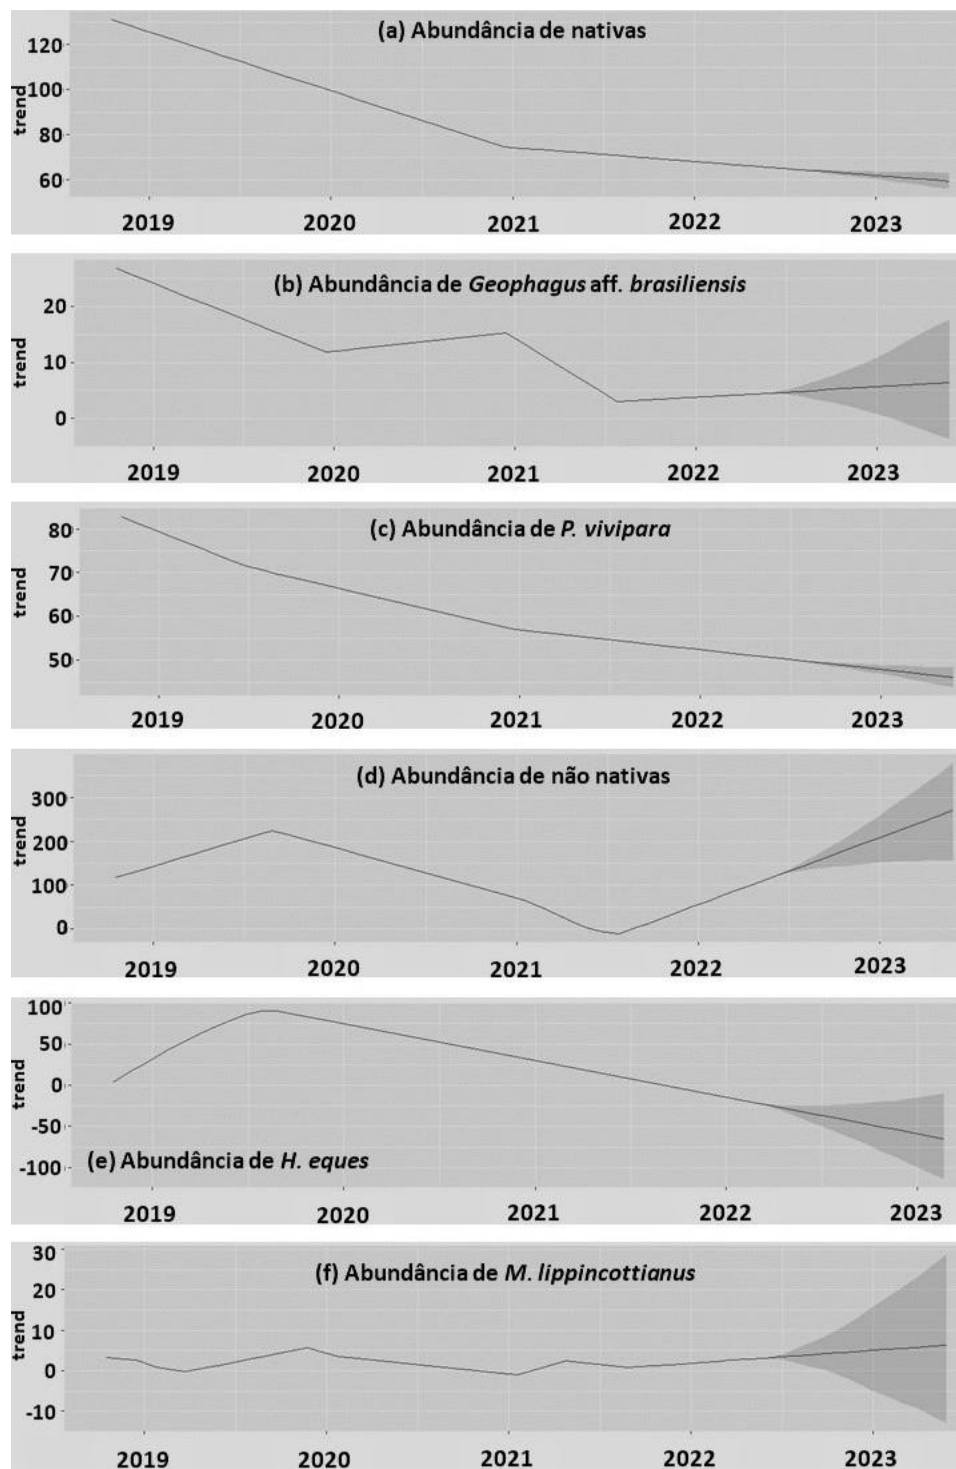 (a) Abundância de nativas
120
100
80
60
trend
2019 2020 2021 2022 2023
(b) Abundância de Geophagus aff. brasiliensis
20
10
0
trend
2019 2020 2021 2022 2023
(c) Abundância de P. vivipara
80
70
60
50
trend
2019 2020 2021 2022 2023
(d) Abundância de não nativas
300
200
100
0
trend
2019 2020 2021 2022 2023
100
50
0
-50
-100
trend
(e) Abundância de H. eques
2019 2020 2021 2022 2023
(f) Abundância de M. lippincottianus
30
20
10
0
-10
trend
2019 2020 2021 2022 2023